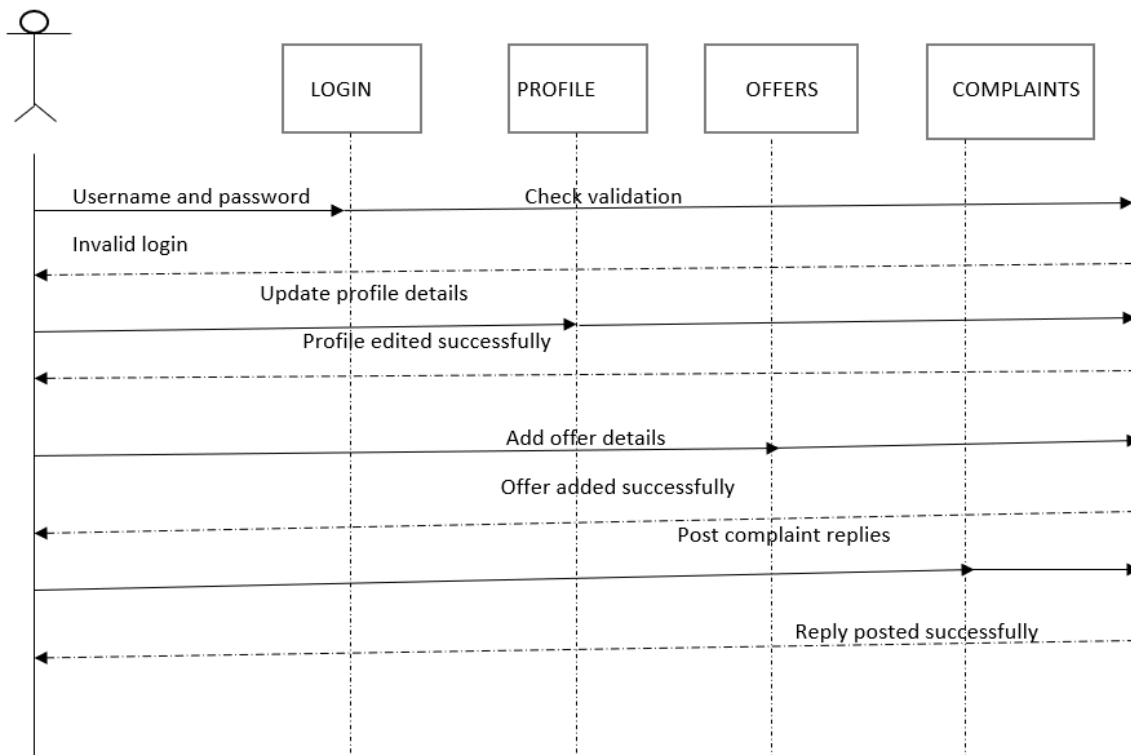 LOGIN
PROFILE
OFFERS
COMPLAINTS
Username and password
Check validation
Invalid login
Update profile details
Profile edited successfully
Add offer details
Offer added successfully
Post complaint replies
Reply posted successfully